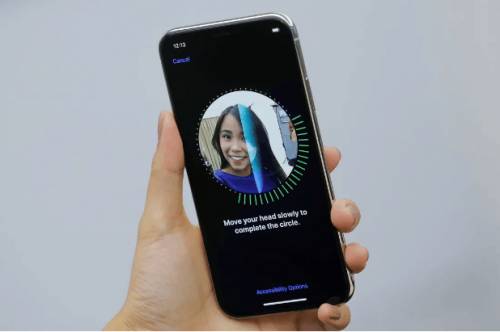 12:13
Cancel
Move your head slowly to
complete the circle.
Accessibility Options